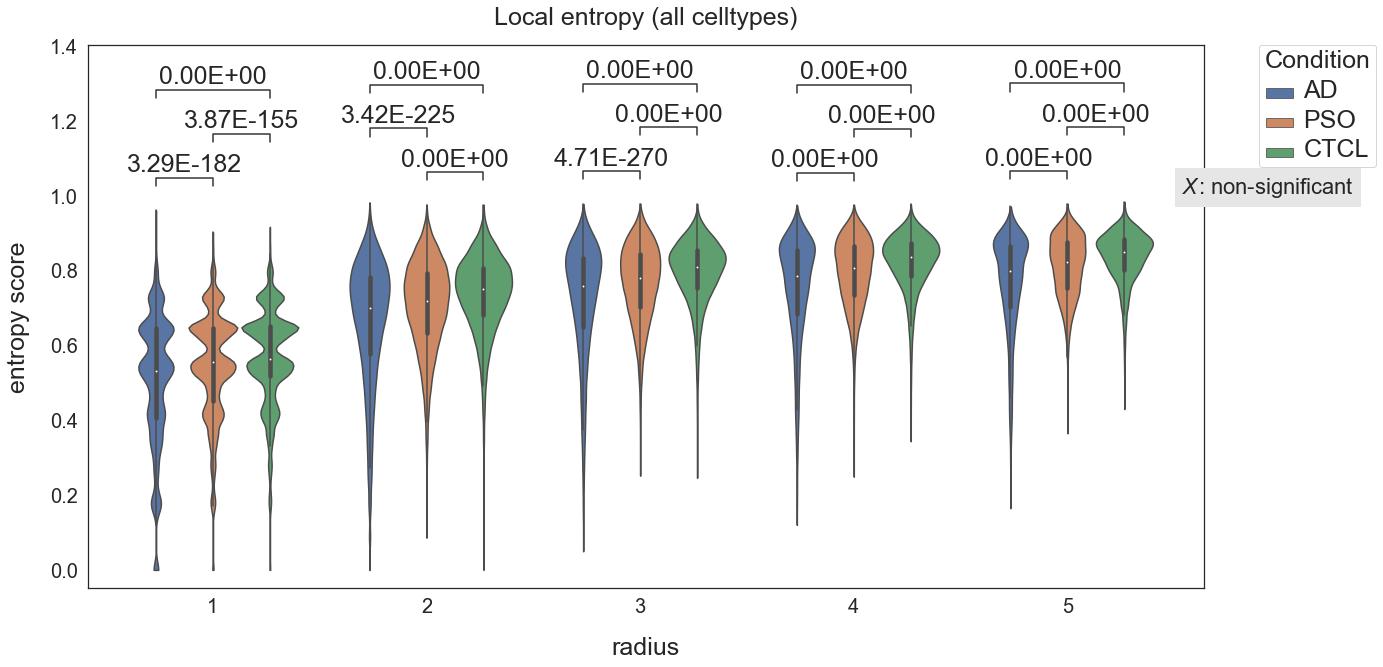 Local entropy (all celltypes)
entropy score
1.4
1.2
1.0
0.8
0.6
0.4
0.2
0.0
0.00E+00
3.87E-155
3.29E-182
0.00E+00
3.42E-225
0.00E+00
0.00E+00
0.00E+00
4.71E-270
0.00E+00
0.00E+00
0.00E+00
0.00E+00
0.00E+00
0.00E+00
1
2
3
4
5
radius
Condition
AD
PSO
CTCL
X: non-significant